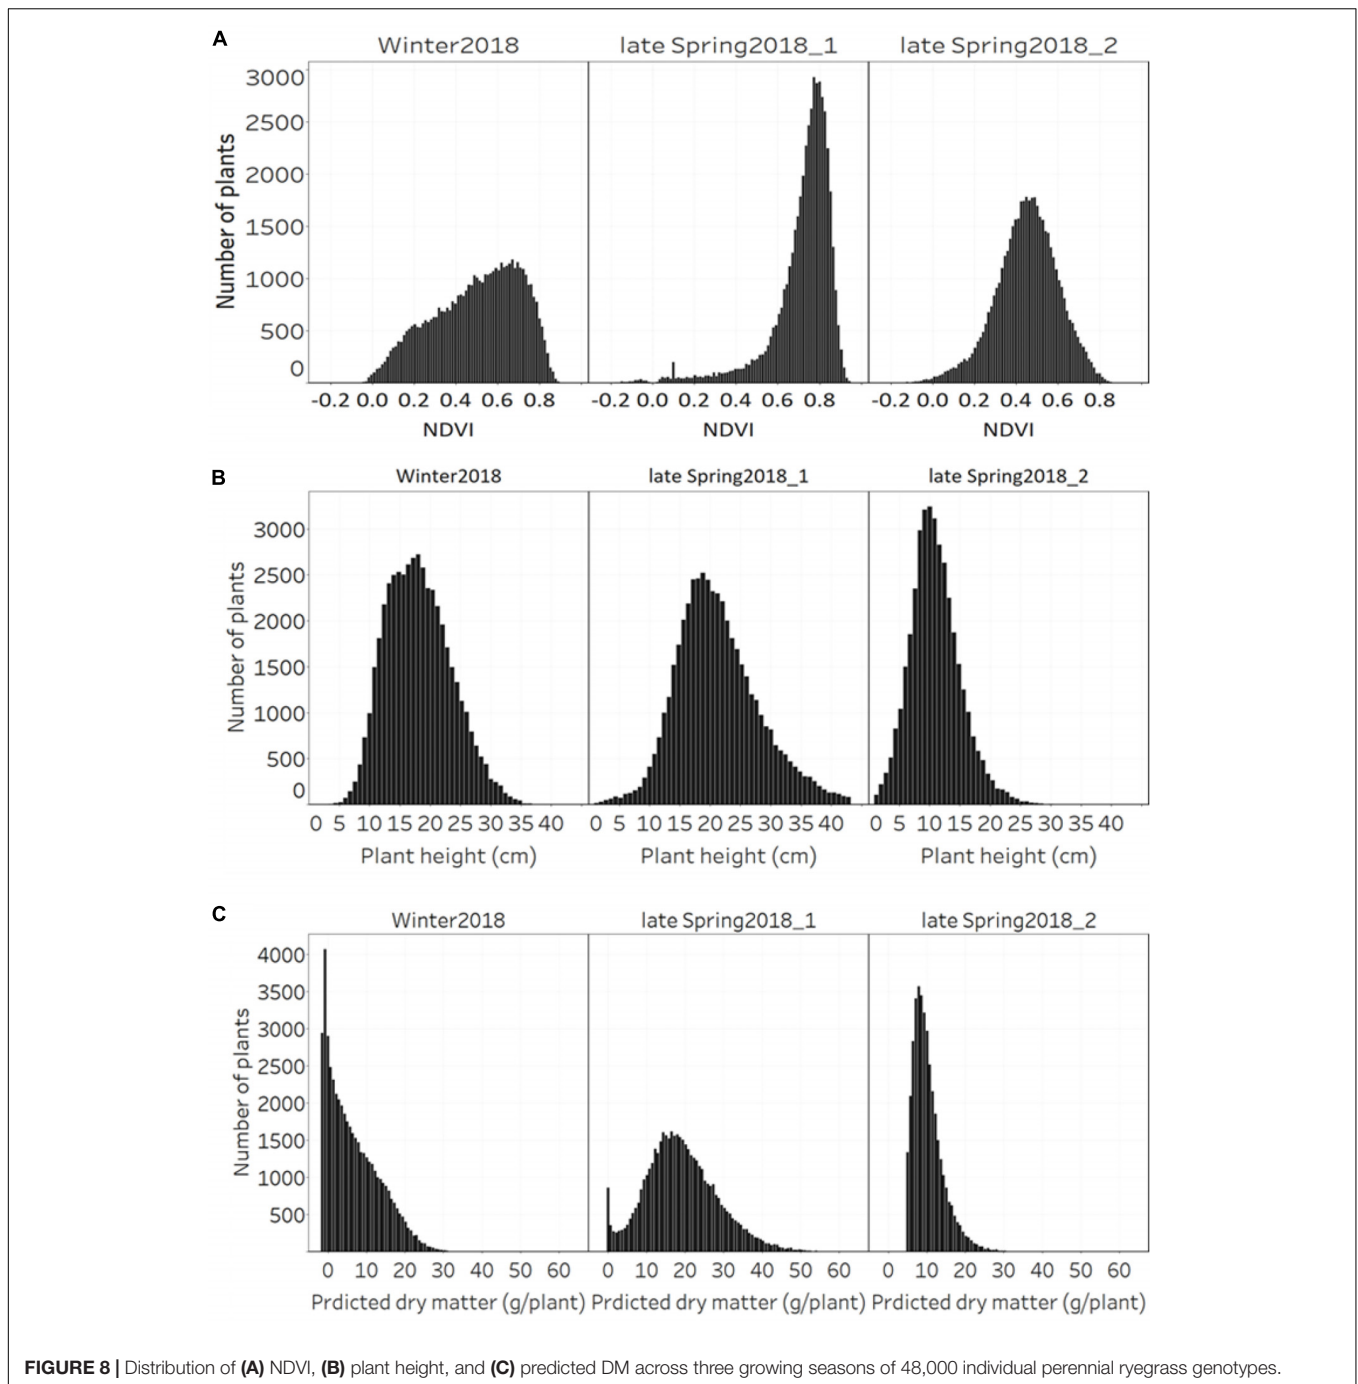 A
Winter2018 late Spring2018_1 late Spring2018_2
Number of plants
3000
2500
2000
1500
1000
500
0
-0.2 0.0 0.2 0.4 0.6 0.8 -0.2 0.0 0.2 0.4 0.6 0.8 -0.2 0.0 0.2 0.4 0.6 0.8
NDVI NDVI NDVI
B
Winter2018 late Spring2018_1 late Spring2018_2
Number of plants
3000
2500
2000
1500
1000
500
0
0 5 10 15 20 25 30 35 40 0 5 10 15 20 25 30 35 40 0 5 10 15 20 25 30 35 40
Plant height (cm) Plant height (cm) Plant height (cm)
C
Winter2018 late Spring2018_1 late Spring2018_2
Number of plants
4000
3500
3000
2500
2000
1500
1000
500
0 10 20 30 40 50 60 0 10 20 30 40 50 60 0 10 20 30 40 50 60
Prdicted dry matter (g/plant) Prdicted dry matter (g/plant) Prdicted dry matter (g/plant)
FIGURE 8 | Distribution of (A) NDVI, (B) plant height, and (C) predicted DM across three growing seasons of 48,000 individual perennial ryegrass genotypes.